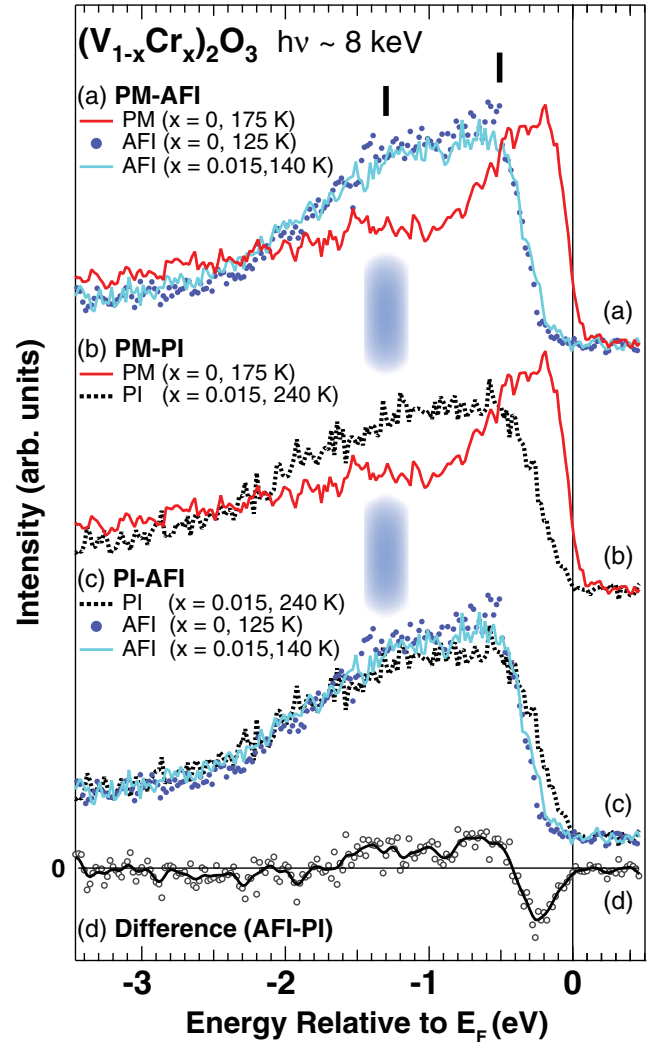 (V1-xCrx)2O3 hν ~ 8 keV
(a) PM-AFI
PM (x = 0, 175 K)
AFI (x = 0, 125 K)
AFI (x = 0.015,140 K)
(a)
(b) PM-PI
PM (x = 0, 175 K)
PI (x = 0.015, 240 K)
(b)
(c) PI-AFI
PI (x = 0.015, 240 K)
AFI (x = 0, 125 K)
AFI (x = 0.015,140 K)
(c)
0
(d)
(d) Difference (AFI-PI)
-3 -2 -1 0
Energy Relative to EF (eV)
Intensity (arb. units)